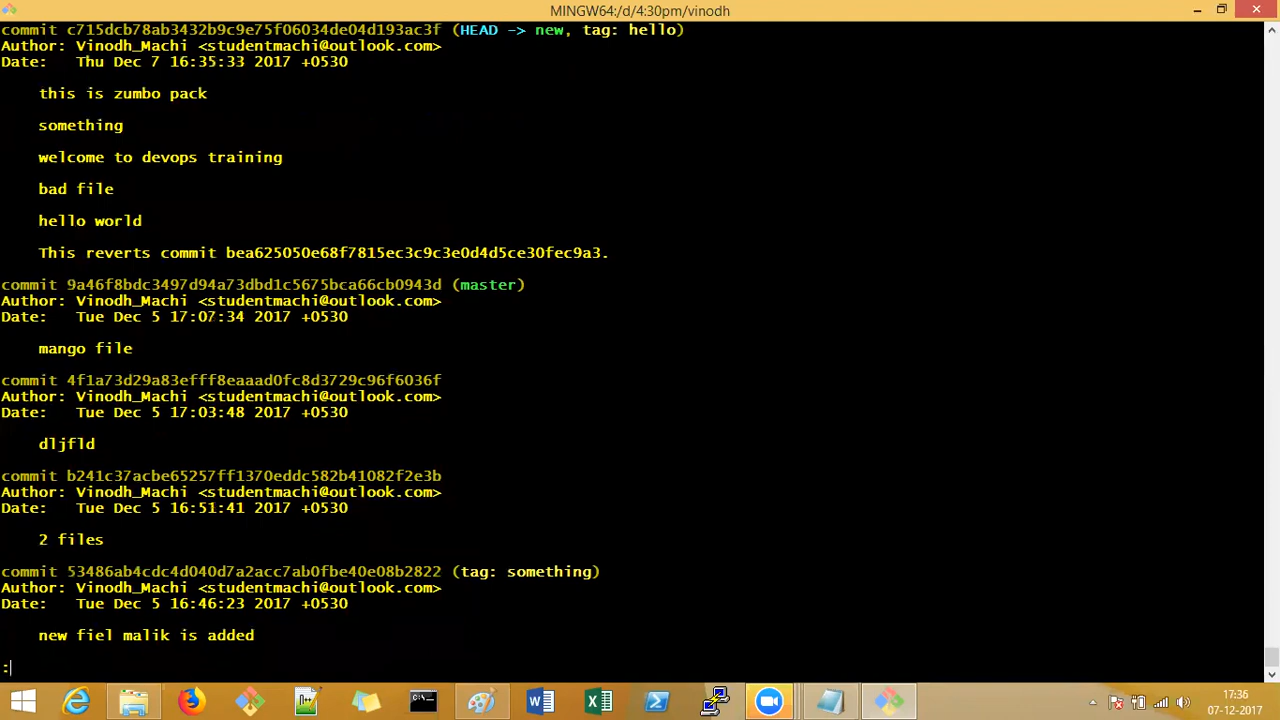 MINGW64:/d/4:30pm/vinodh
commit c715dcb78ab3432b9c9e75f06034de04d193ac3f (HEAD -> new, tag: hello)
Author: Vinodh_Machi <studentmachi@outlook.com>
Date:   Thu Dec 7 16:35:33 2017 +0530
this is zumbo pack
something
welcome to devops training
bad file
hello world
This reverts commit bea625050e68f7815ec3c9c3e0d4d5ce30fec9a3.
commit 9a46f8bdc3497d94a73dbd1c5675bca66cb0943d (master)
Author: Vinodh_Machi <studentmachi@outlook.com>
Date:   Tue Dec 5 17:07:34 2017 +0530
mango file
commit 4f1a73d29a83efff8eaaad0fc8d3729c96f6036f
Author: Vinodh_Machi <studentmachi@outlook.com>
Date:   Tue Dec 5 17:03:48 2017 +0530
dljfld
commit b241c37acbe65257ff1370eddc582b41082f2e3b
Author: Vinodh_Machi <studentmachi@outlook.com>
Date:   Tue Dec 5 16:51:41 2017 +0530
2 files
commit 53486ab4cdc4d040d7a2acc7ab0fbe40e08b2822 (tag: something)
Author: Vinodh_Machi <studentmachi@outlook.com>
Date:   Tue Dec 5 16:46:23 2017 +0530
new fiel malik is added
:
17:36
07-12-2017